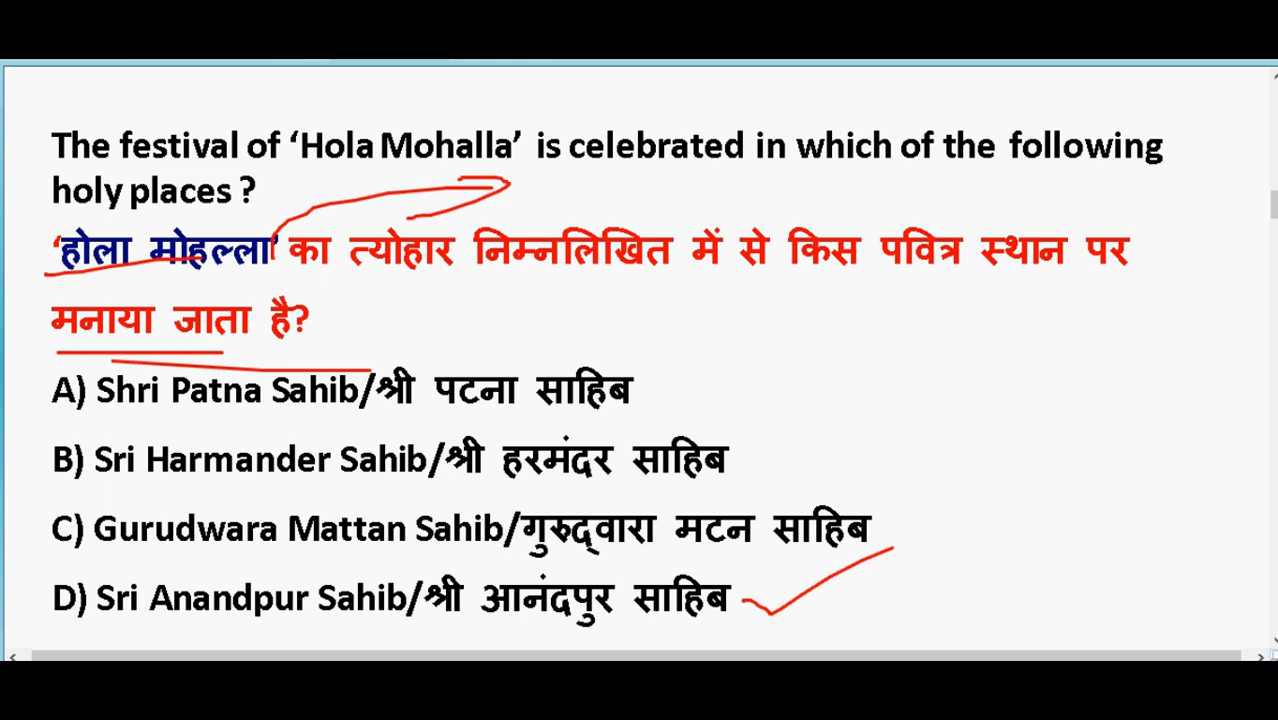 The festival of ‘Hola Mohalla’ is celebrated in which of the following
holy places ?
‘होला मोहल्ला’ का त्योहार निम्नलिखित में से किस पवित्र स्थान पर
मनाया जाता है?
A) Shri Patna Sahib/श्री पटना साहिब
B) Sri Harmander Sahib/श्री हरमंदर साहिब
C) Gurudwara Mattan Sahib/गुरुद्वारा मटन साहिब
D) Sri Anandpur Sahib/श्री आनंदपुर साहिब